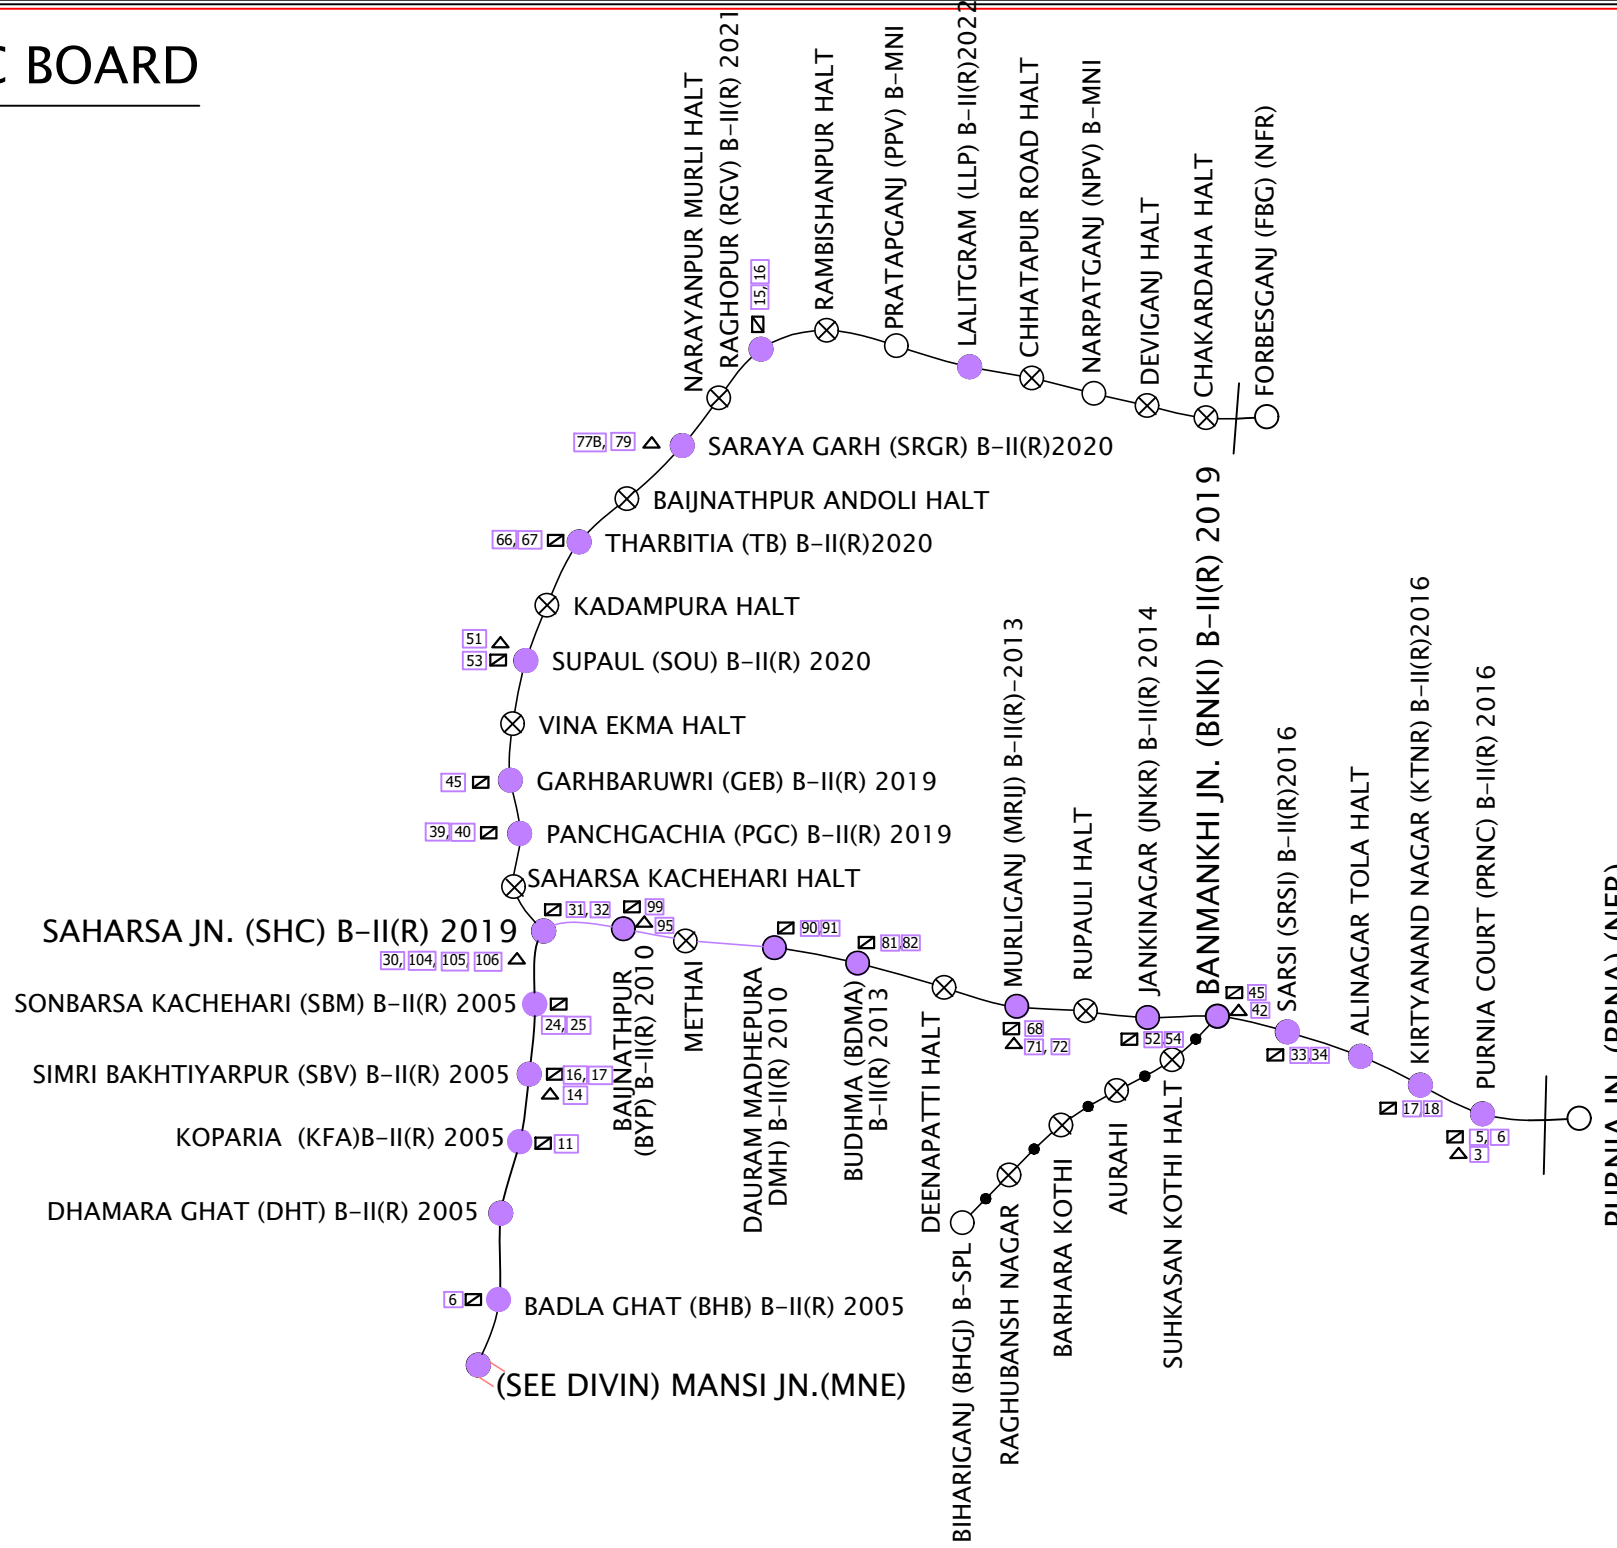 C BOARD
NARAYANPUR MURLI HALT
RAGHOPUR (RGV) B-II(R) 2021
15, 16
RAMBISHANPUR HALT
PRATAPGANJ (PPV) B-MNI
LALITGRAM (LLP) B-II(R)2022
CHHATAPUR ROAD HALT
NARPATGANJ (NPV) B-MNI
DEVIGANJ HALT
CHAKARDAHA HALT
FORBESGANJ (FBG) (NFR)
77B, 79
SARAYA GARH (SRGR) B-II(R)2020
BAIJNATHPUR ANDOLI HALT
66, 67
THARBITIA (TB) B-II(R)2020
KADAMPURA HALT
51
53
SUPAUL (SOU) B-II(R) 2020
VINA EKMA HALT
45
GARHBARUWRI (GEB) B-II(R) 2019
39, 40
PANCHGACHIA (PGC) B-II(R) 2019
SAHARSA KACHEHARI HALT
SAHARSA JN. (SHC) B-II(R) 2019
31, 32
30, 104, 105, 106
99
95
BAIJNATHPUR
(BYP) B-II(R) 2010
METHAI
90 91
DAURAM MADHEPURA
DMH) B-II(R) 2010
81,82
BUDHMA (BDMA)
B-II(R) 2013
DEENAPATTI HALT
MURLIGANJ (MRIJ) B-II(R)-2013
68
71, 72
RUPAULI HALT
JANKINAGAR (JNKR) B-II(R) 2014
52,54
BANMANKHI JN. (BNKI) B-II(R) 2019
45
42
SARSI (SRSI) B-II(R)2016
33,34
ALINAGAR TOLA HALT
KIRTYANAND NAGAR (KTNR) B-II(R)2016
17 18
PURNIA COURT (PRNC) B-II(R) 2016
5, 6
3
PURNIA JN. (PRNA) (NFR)
SUHKASAN KOTHI HALT
AURAHI
BARHARA KOTHI
RAGHUBANSH NAGAR
BIHARIGANJ (BHGJ) B-SPL
SONBARSA KACHEHARI (SBM) B-II(R) 2005
24, 25
SIMRI BAKHTIYARPUR (SBV) B-II(R) 2005
16, 17
14
KOPARIA (KFA)B-II(R) 2005
11
DHAMARA GHAT (DHT) B-II(R) 2005
6
BADLA GHAT (BHB) B-II(R) 2005
(SEE DIVIN) MANSI JN.(MNE)